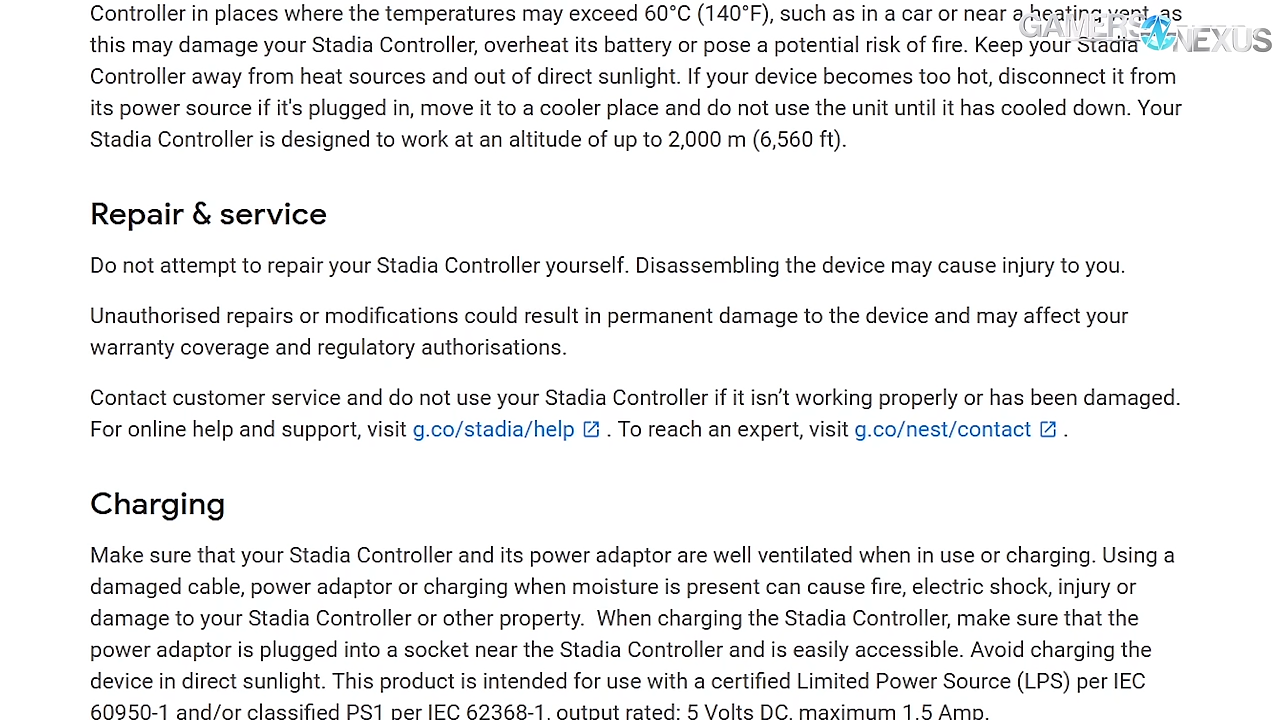 Controller in places where the temperatures may exceed 60°C (140°F), such as in a car or near a heating vent, as
this may damage your Stadia Controller, overheat its battery or pose a potential risk of fire. Keep your Stadia
Controller away from heat sources and out of direct sunlight. If your device becomes too hot, disconnect it from
its power source if it's plugged in, move it to a cooler place and do not use the unit until it has cooled down. Your
Stadia Controller is designed to work at an altitude of up to 2,000 m (6,560 ft).
GAMERS NEXUS
Repair & service
Do not attempt to repair your Stadia Controller yourself. Disassembling the device may cause injury to you.
Unauthorised repairs or modifications could result in permanent damage to the device and may affect your
warranty coverage and regulatory authorisations.
Contact customer service and do not use your Stadia Controller if it isn’t working properly or has been damaged.
For online help and support, visit g.co/stadia/help . To reach an expert, visit g.co/nest/contact .
Charging
Make sure that your Stadia Controller and its power adaptor are well ventilated when in use or charging. Using a
damaged cable, power adaptor or charging when moisture is present can cause fire, electric shock, injury or
damage to your Stadia Controller or other property.  When charging the Stadia Controller, make sure that the
power adaptor is plugged into a socket near the Stadia Controller and is easily accessible. Avoid charging the
device in direct sunlight. This product is intended for use with a certified Limited Power Source (LPS) per IEC
60950-1 and/or classified PS1 per IEC 62368-1, output rated: 5 Volts DC, maximum 1.5 Amp.